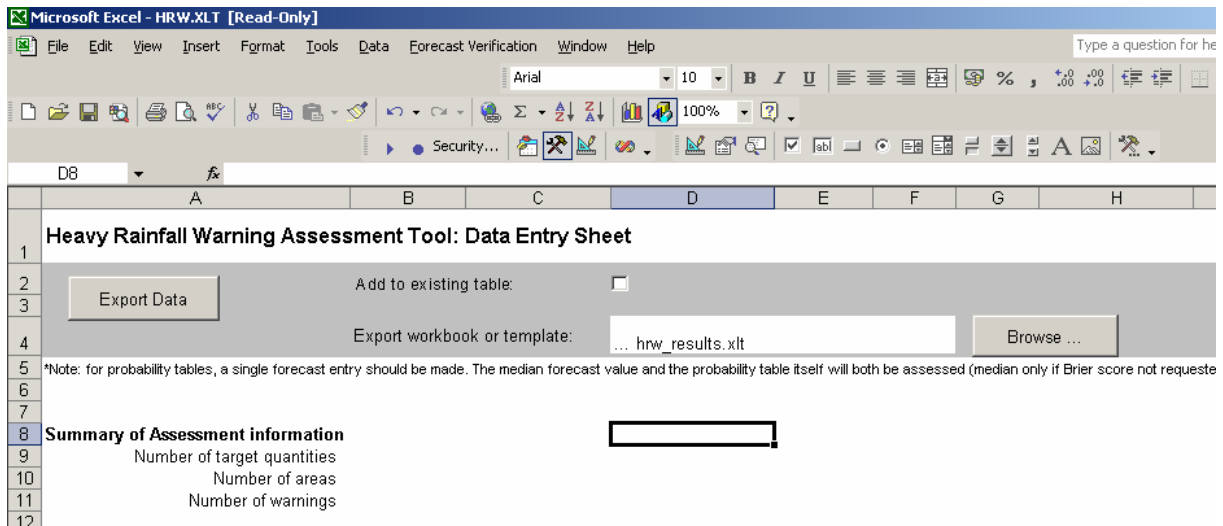 Microsoft Excel - HRW.XLT [Read-Only]
File Edit View Insert Format Tools Data Forecast Verification Window Help Type a question for he
Arial 10 B I U % , .00 .00
ABC Σ A Z Z A 100% ?
Security... abl A
D8 fx
A B C D E F G H
1 Heavy Rainfall Warning Assessment Tool: Data Entry Sheet
2 Add to existing table:
3 Export Data
4 Export workbook or template: ... hrw_results.xlt Browse ...
5 *Note: for probability tables, a single forecast entry should be made. The median forecast value and the probability table itself will both be assessed (median only if Brier score not requeste
6
7
8 Summary of Assessment information
9 Number of target quantities
10 Number of areas
11 Number of warnings
12